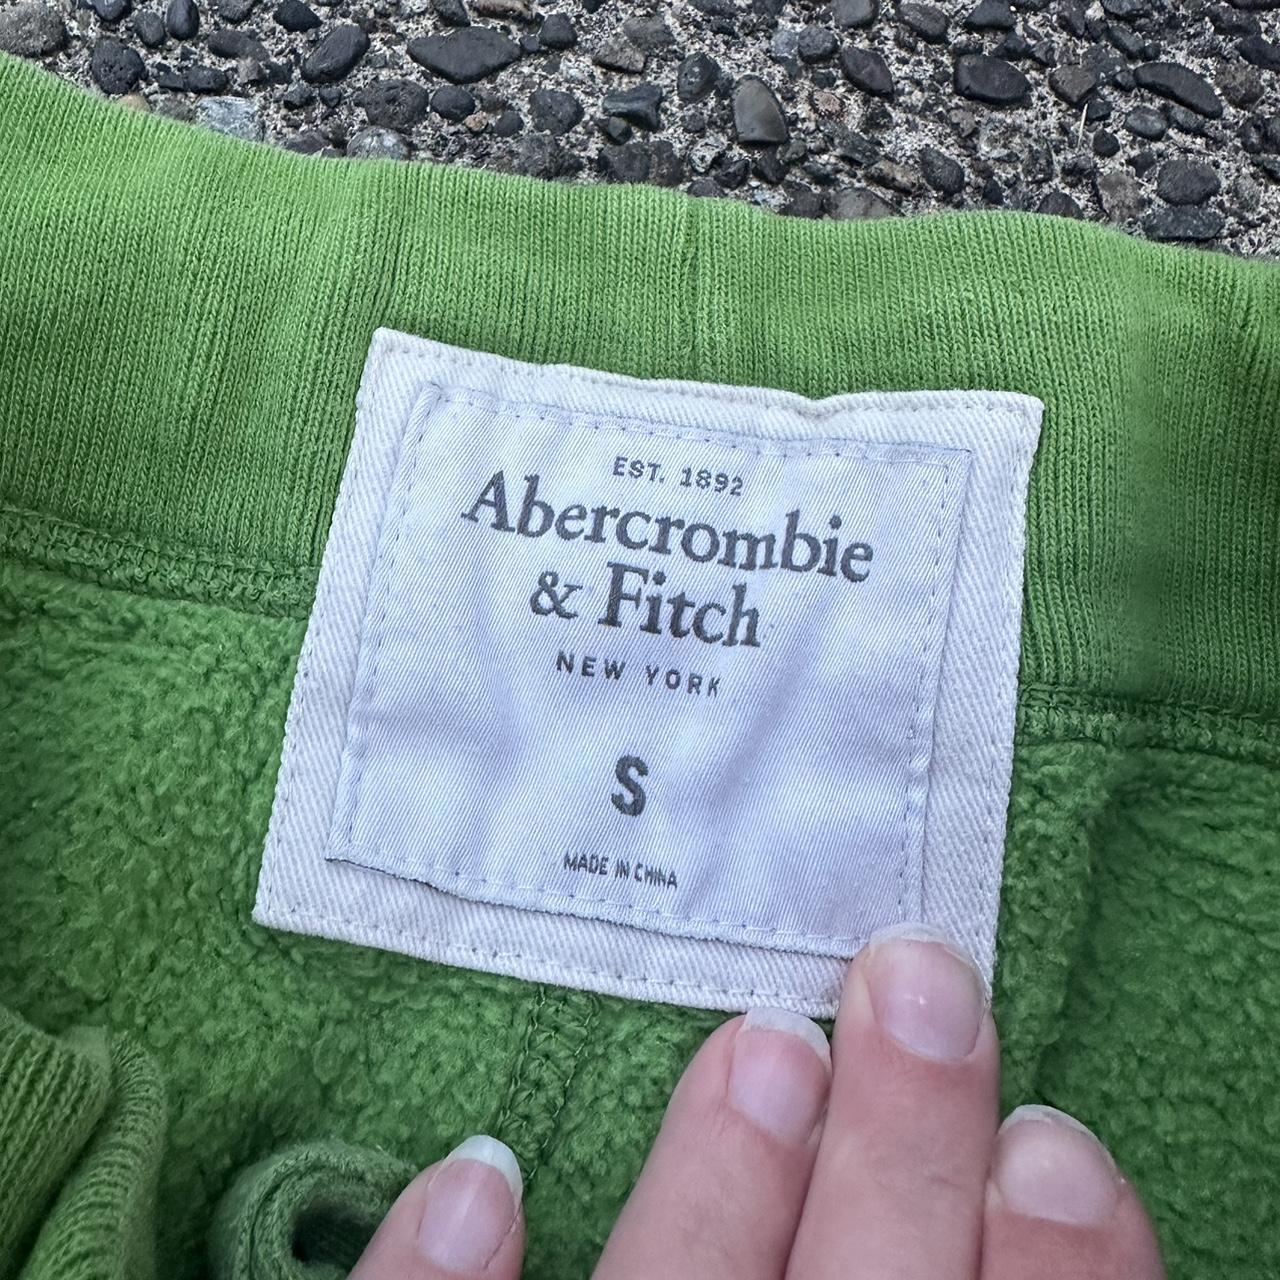 EST. 1892
Abercrombie
& Fitch
NEW YORK
S
MADE IN CHINA